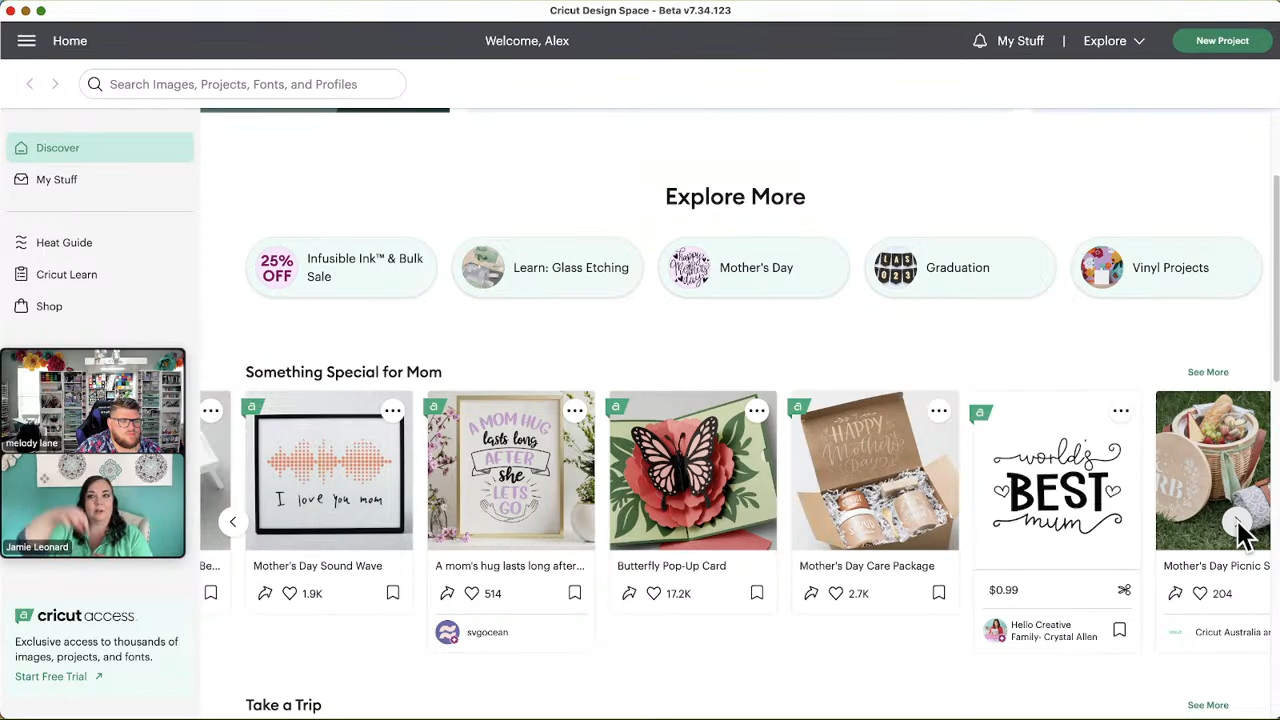 Cricut Design Space - Beta v7.34.123
Home
Welcome, Alex
My Stuff
|
Explore
New Project
Search Images, Projects, Fonts, and Profiles
Discover
My Stuff
Heat Guide
Cricut Learn
Shop
melody lane
Jamie Leonard
a cricut access.
Exclusive access to thousands of
images, projects, and fonts.
Start Free Trial
Explore More
25%
OFF
Infusible Ink™ & Bulk
Sale
Learn: Glass Etching
happy
Mother's
day
Mother's Day
Graduation
Vinyl Projects
Something Special for Mom
See More
Be...
a
I love you mom
Mother's Day Sound Wave
1.9K
a
A MOM HUG
lasts long
AFTER
she
LETS
GO
A mom's hug lasts long after...
514
svgocean
a
Butterfly Pop-Up Card
17.2K
a
HAPPY
Mother's Day
Mother's Day Care Package
2.7K
a
world's
BEST
mum
$0.99
Hello Creative
Family- Crystal Allen
Mother's Day Picnic S
204
Cricut Australia ar
Take a Trip
See More